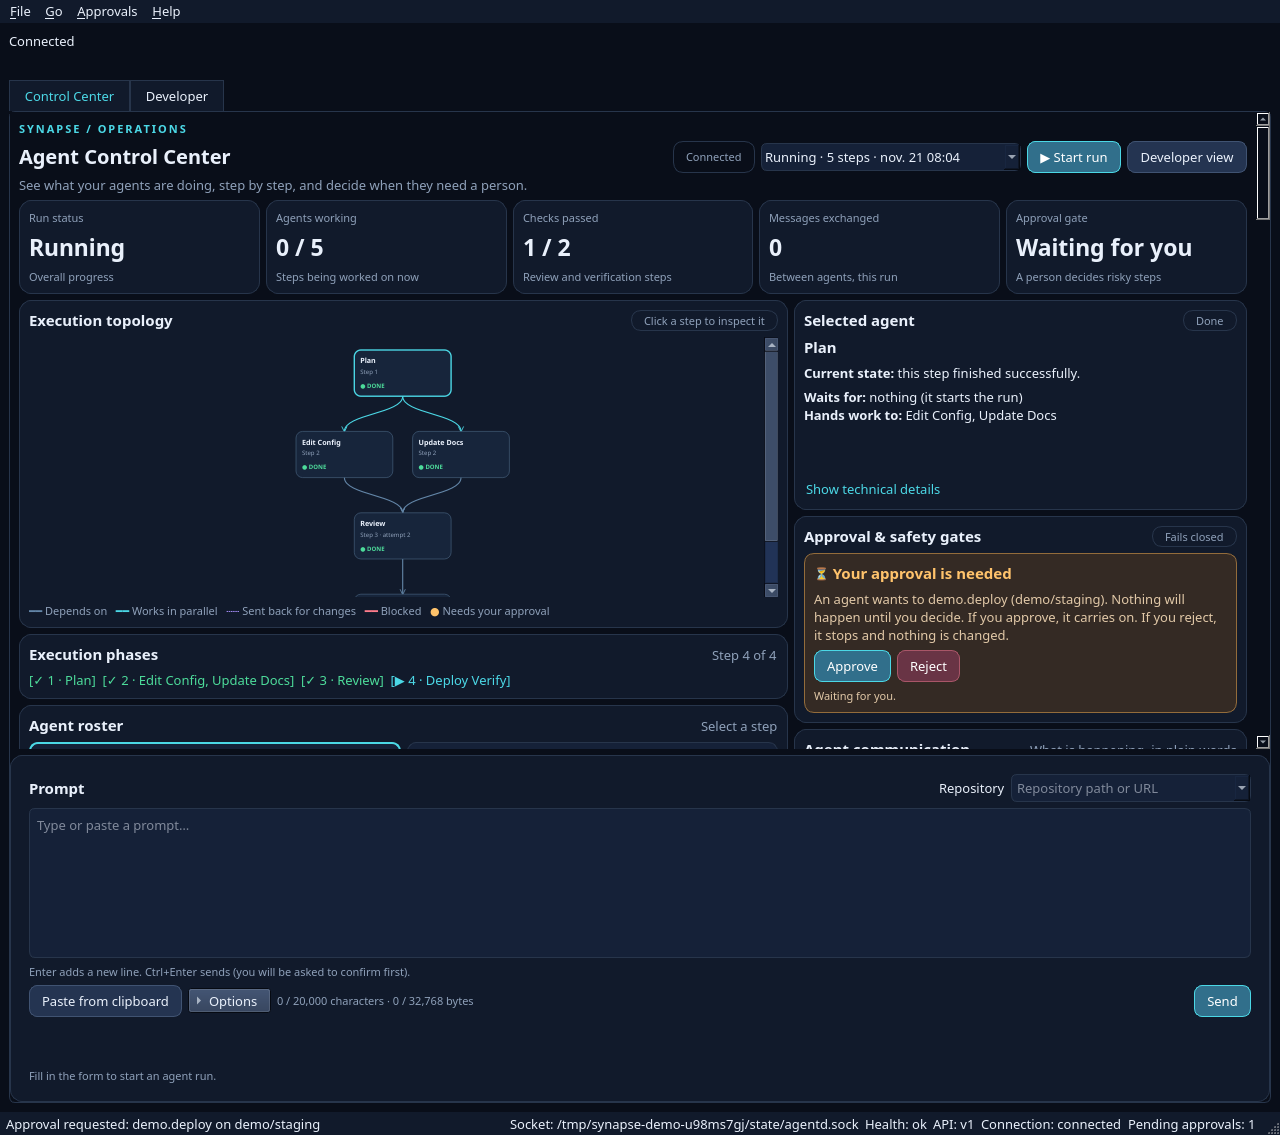 File Go Approvals Help
Connected
Control Center Developer
SYNAPSE / OPERATIONS
Agent Control Center
Connected
Running · 5 steps · nov. 21 08:04
▶ Start run
Developer view
See what your agents are doing, step by step, and decide when they need a person.
Run status
Running
Overall progress
Agents working
0 / 5
Steps being worked on now
Checks passed
1 / 2
Review and verification steps
Messages exchanged
0
Between agents, this run
Approval gate
Waiting for you
A person decides risky steps
Execution topology
Click a step to inspect it
Plan
Step 1
● DONE
Edit Config
Step 2
● DONE
Update Docs
Step 2
● DONE
Review
Step 3 · attempt 2
● DONE
Depends on Works in parallel Sent back for changes Blocked Needs your approval
Selected agent
Done
Plan
Current state: this step finished successfully.
Waits for: nothing (it starts the run)
Hands work to: Edit Config, Update Docs
Show technical details
Approval & safety gates
Fails closed
⏳ Your approval is needed
An agent wants to demo.deploy (demo/staging). Nothing will
happen until you decide. If you approve, it carries on. If you reject,
it stops and nothing is changed.
Approve Reject
Waiting for you.
Execution phases
Step 4 of 4
[✓ 1 · Plan] [✓ 2 · Edit Config, Update Docs] [✓ 3 · Review] [▶ 4 · Deploy Verify]
Agent roster
Select a step
Agent communication
What is happening, in plain words
Prompt
Repository
Repository path or URL
Type or paste a prompt...
Enter adds a new line. Ctrl+Enter sends (you will be asked to confirm first).
Paste from clipboard
Options
0 / 20,000 characters · 0 / 32,768 bytes
Send
Fill in the form to start an agent run.
Approval requested: demo.deploy on demo/staging
Socket: /tmp/synapse-demo-u98ms7gj/state/agentd.sock Health: ok API: v1 Connection: connected Pending approvals: 1